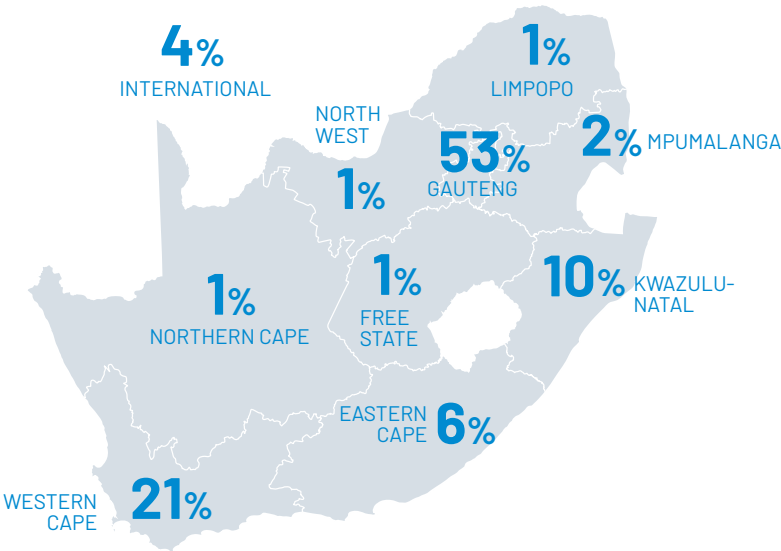 4%
INTERNATIONAL
1%
LIMPOPO
NORTH
WEST
1%
53%
GAUTENG
2% MPUMALANGA
1%
NORTHERN CAPE
1%
FREE
STATE
10% KWAZULU-
NATAL
EASTERN
CAPE
6%
WESTERN
CAPE
21%